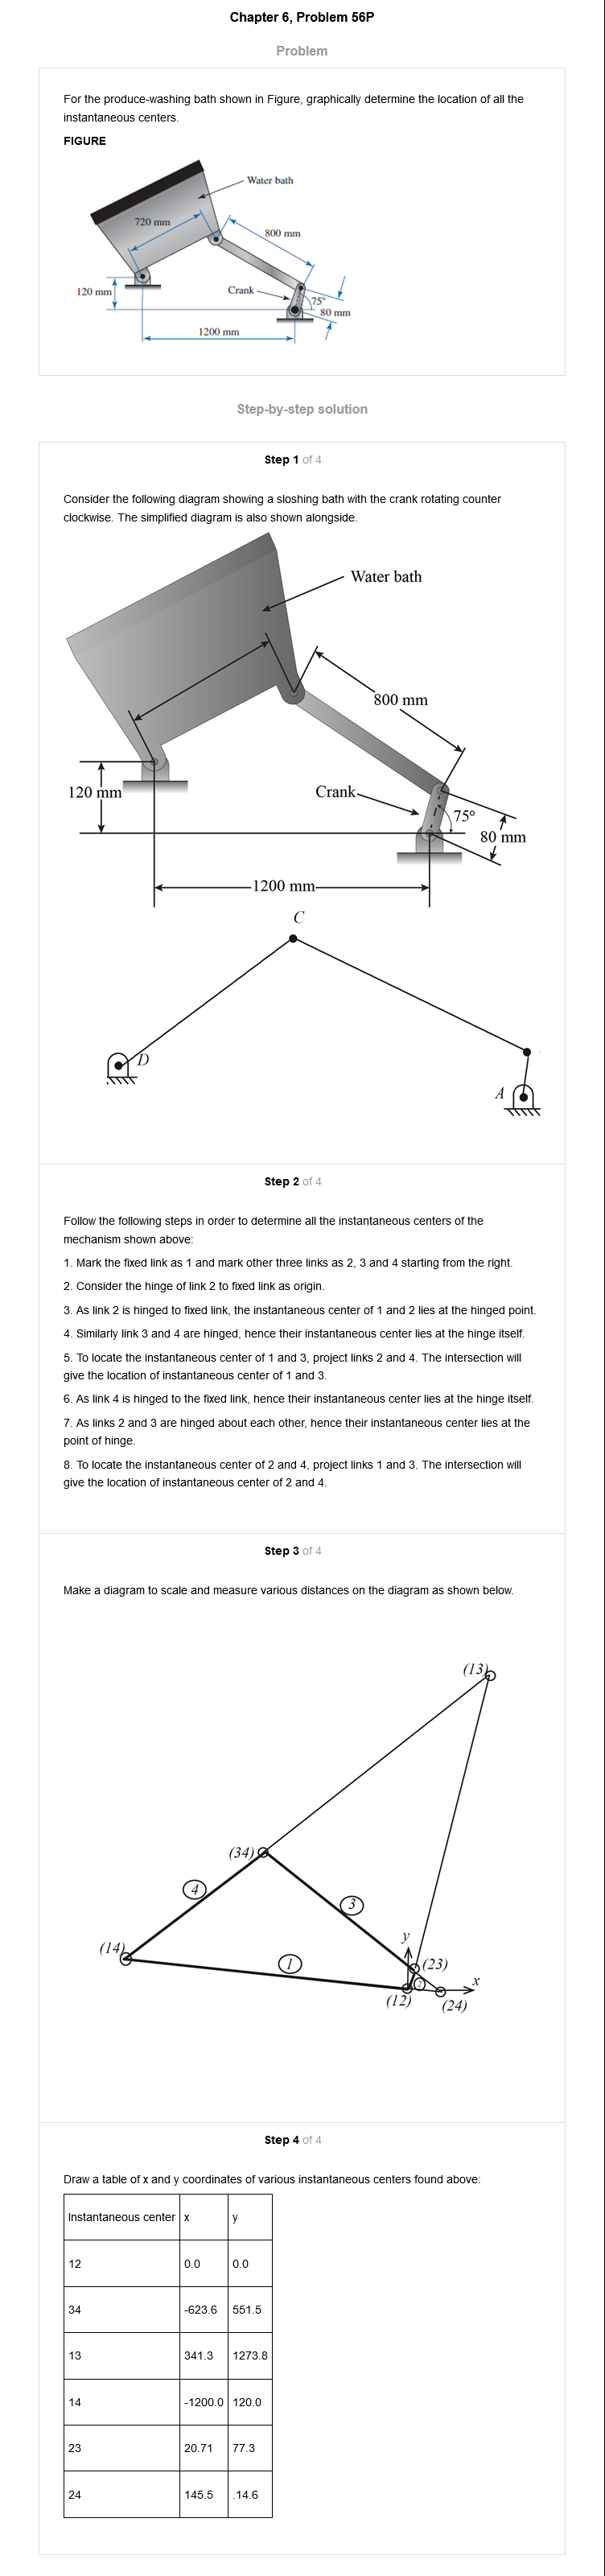 Chapter 6, Problem 56P
Problem
For the produce-washing bath shown in Figure, graphically determine the location of all the
instantaneous centers.
FIGURE
Water bath
720 mm
800 mm
Crank
120 mm
75°
80 mm
1200 mm
Step-by-step solution
Step 1 of 4
Consider the following diagram showing a sloshing bath with the crank rotating counter
clockwise. The simplified diagram is also shown alongside.
Water bath
800 mm
120 mm
Crank
75°
80 mm
1200 mm
C
D
A
Step 2 of 4
Follow the following steps in order to determine all the instantaneous centers of the
mechanism shown above:
1. Mark the fixed link as 1 and mark other three links as 2, 3 and 4 starting from the right.
2. Consider the hinge of link 2 to fixed link as origin.
3. As link 2 is hinged to fixed link, the instantaneous center of 1 and 2 lies at the hinged point.
4. Similarly link 3 and 4 are hinged, hence their instantaneous center lies at the hinge itself.
5. To locate the instantaneous center of 1 and 3, project links 2 and 4. The intersection will
give the location of instantaneous center of 1 and 3.
6. As link 4 is hinged to the fixed link, hence their instantaneous center lies at the hinge itself.
7. As links 2 and 3 are hinged about each other, hence their instantaneous center lies at the
point of hinge.
8. To locate the instantaneous center of 2 and 4, project links 1 and 3. The intersection will
give the location of instantaneous center of 2 and 4.
Step 3 of 4
Make a diagram to scale and measure various distances on the diagram as shown below.
(13)
(34)
4
3
(14)
y
1
(23)
2
x
(12)
(24)
Step 4 of 4
Draw a table of x and y coordinates of various instantaneous centers found above:
Instantaneous center x y
12 0.0 0.0
34 -623.6 551.5
13 341.3 1273.8
14 -1200.0 120.0
23 20.71 77.3
24 145.5 .14.6